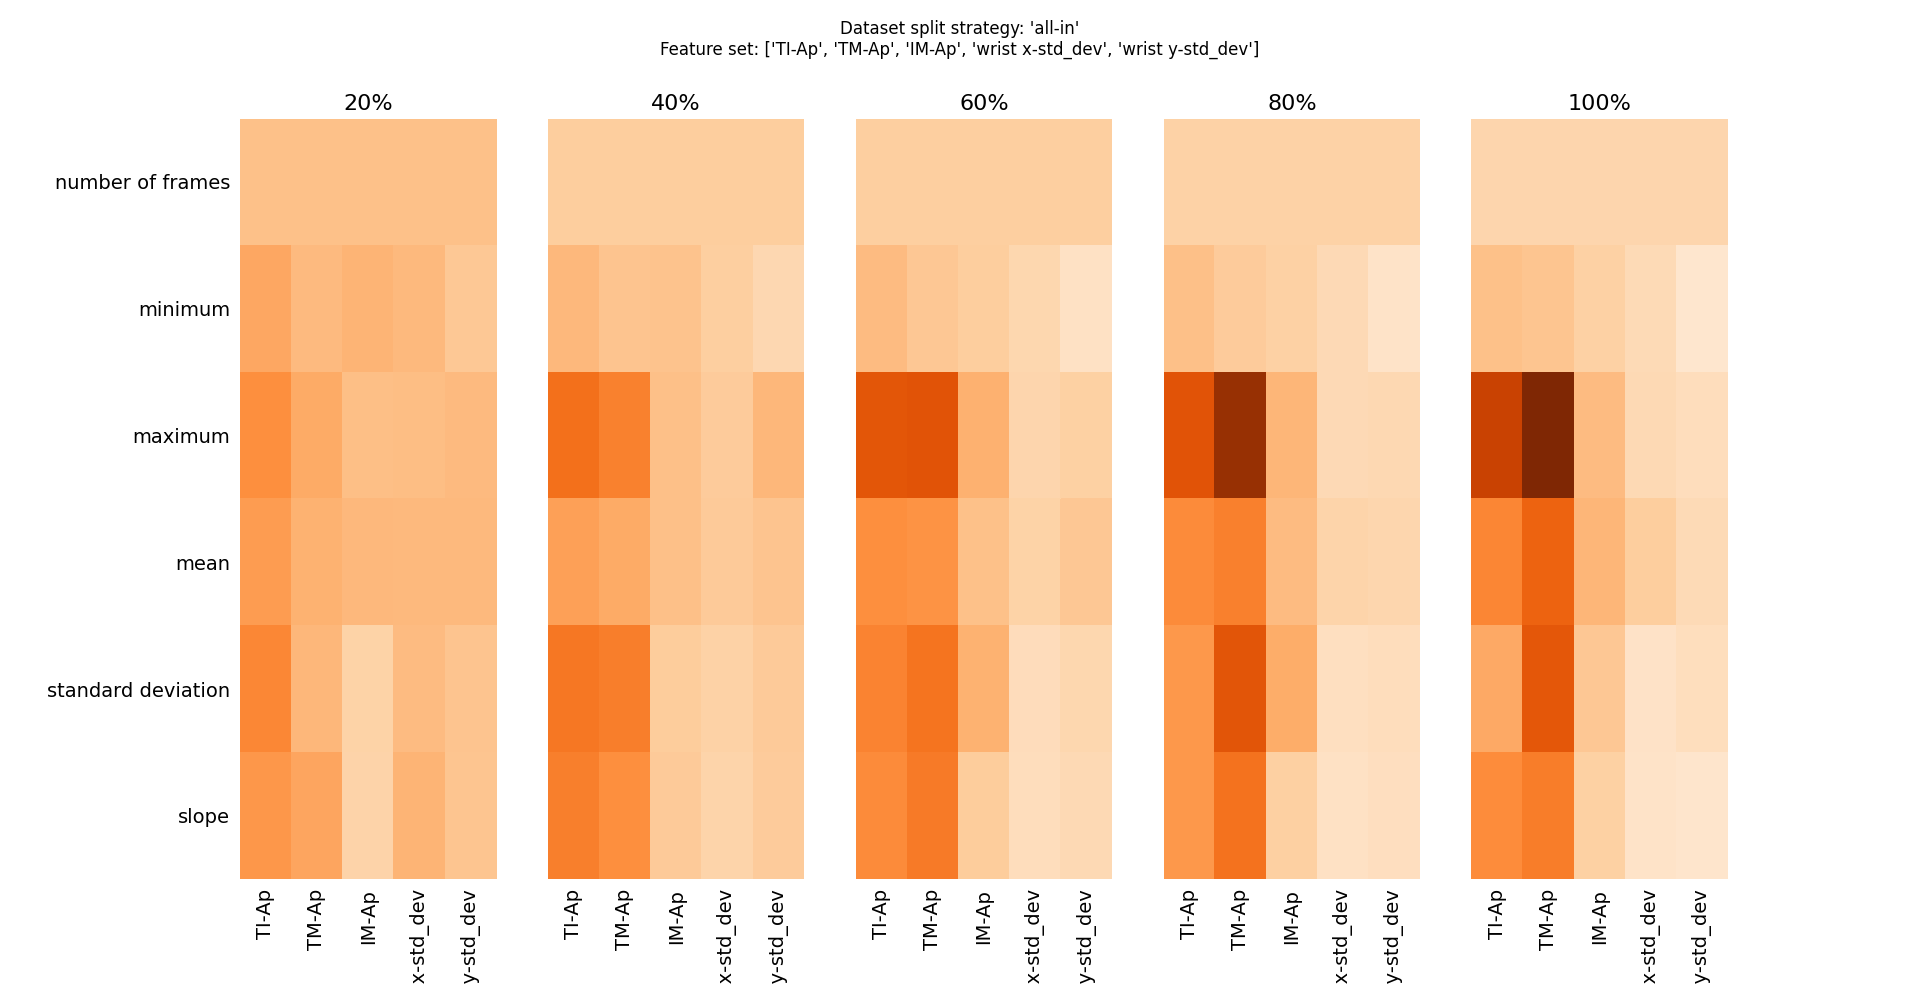 Dataset split strategy: 'all-in'
Feature set: ['TI-Ap', 'TM-Ap', 'IM-Ap', 'wrist x-std_dev', 'wrist y-std_dev']
20% 40% 60% 80% 100%
number of frames
minimum
maximum
mean
standard deviation
slope
TI-Ap TM-Ap IM-Ap x-std_dev y-std_dev TI-Ap TM-Ap IM-Ap x-std_dev y-std_dev TI-Ap TM-Ap IM-Ap x-std_dev y-std_dev TI-Ap TM-Ap IM-Ap x-std_dev y-std_dev TI-Ap TM-Ap IM-Ap x-std_dev y-std_dev